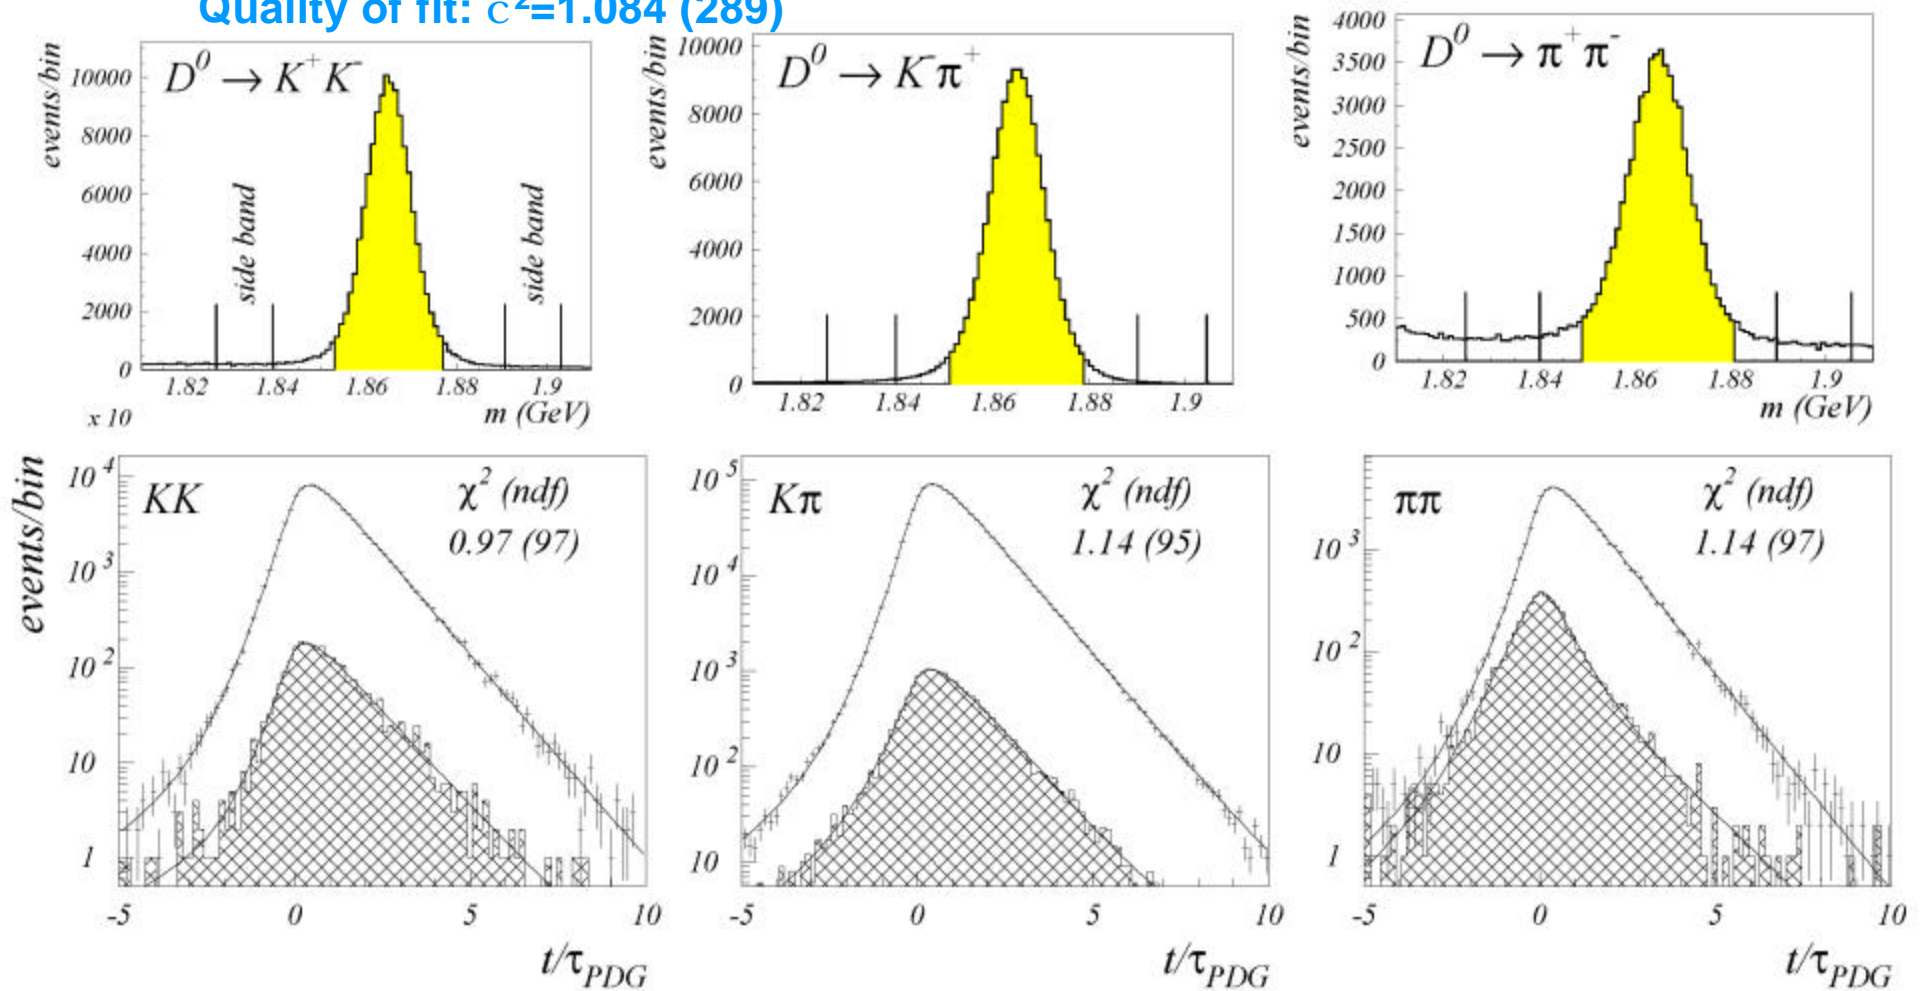 Quality of fit: c²=1.084 (289)
events/bin
10000
8000
6000
4000
2000
0
D⁰ → K⁺ K⁻
side band
side band
1.82
1.84
1.86
1.88
1.9
m (GeV)
x 10
events/bin
10000
8000
6000
4000
2000
0
D⁰ → K⁻ π⁺
1.82
1.84
1.86
1.88
1.9
events/bin
4000
3500
3000
2500
2000
1500
1000
500
0
D⁰ → π⁺ π⁻
1.82
1.84
1.86
1.88
1.9
m (GeV)
events/bin
10⁴
10³
10²
10
1
KK
χ² (ndf)
0.97 (97)
-5
0
5
10
t/τ_PDG
10⁵
10⁴
10³
10²
10
Kπ
χ² (ndf)
1.14 (95)
-5
0
5
10
t/τ_PDG
10³
10²
10
1
ππ
χ² (ndf)
1.14 (97)
-5
0
5
10
t/τ_PDG